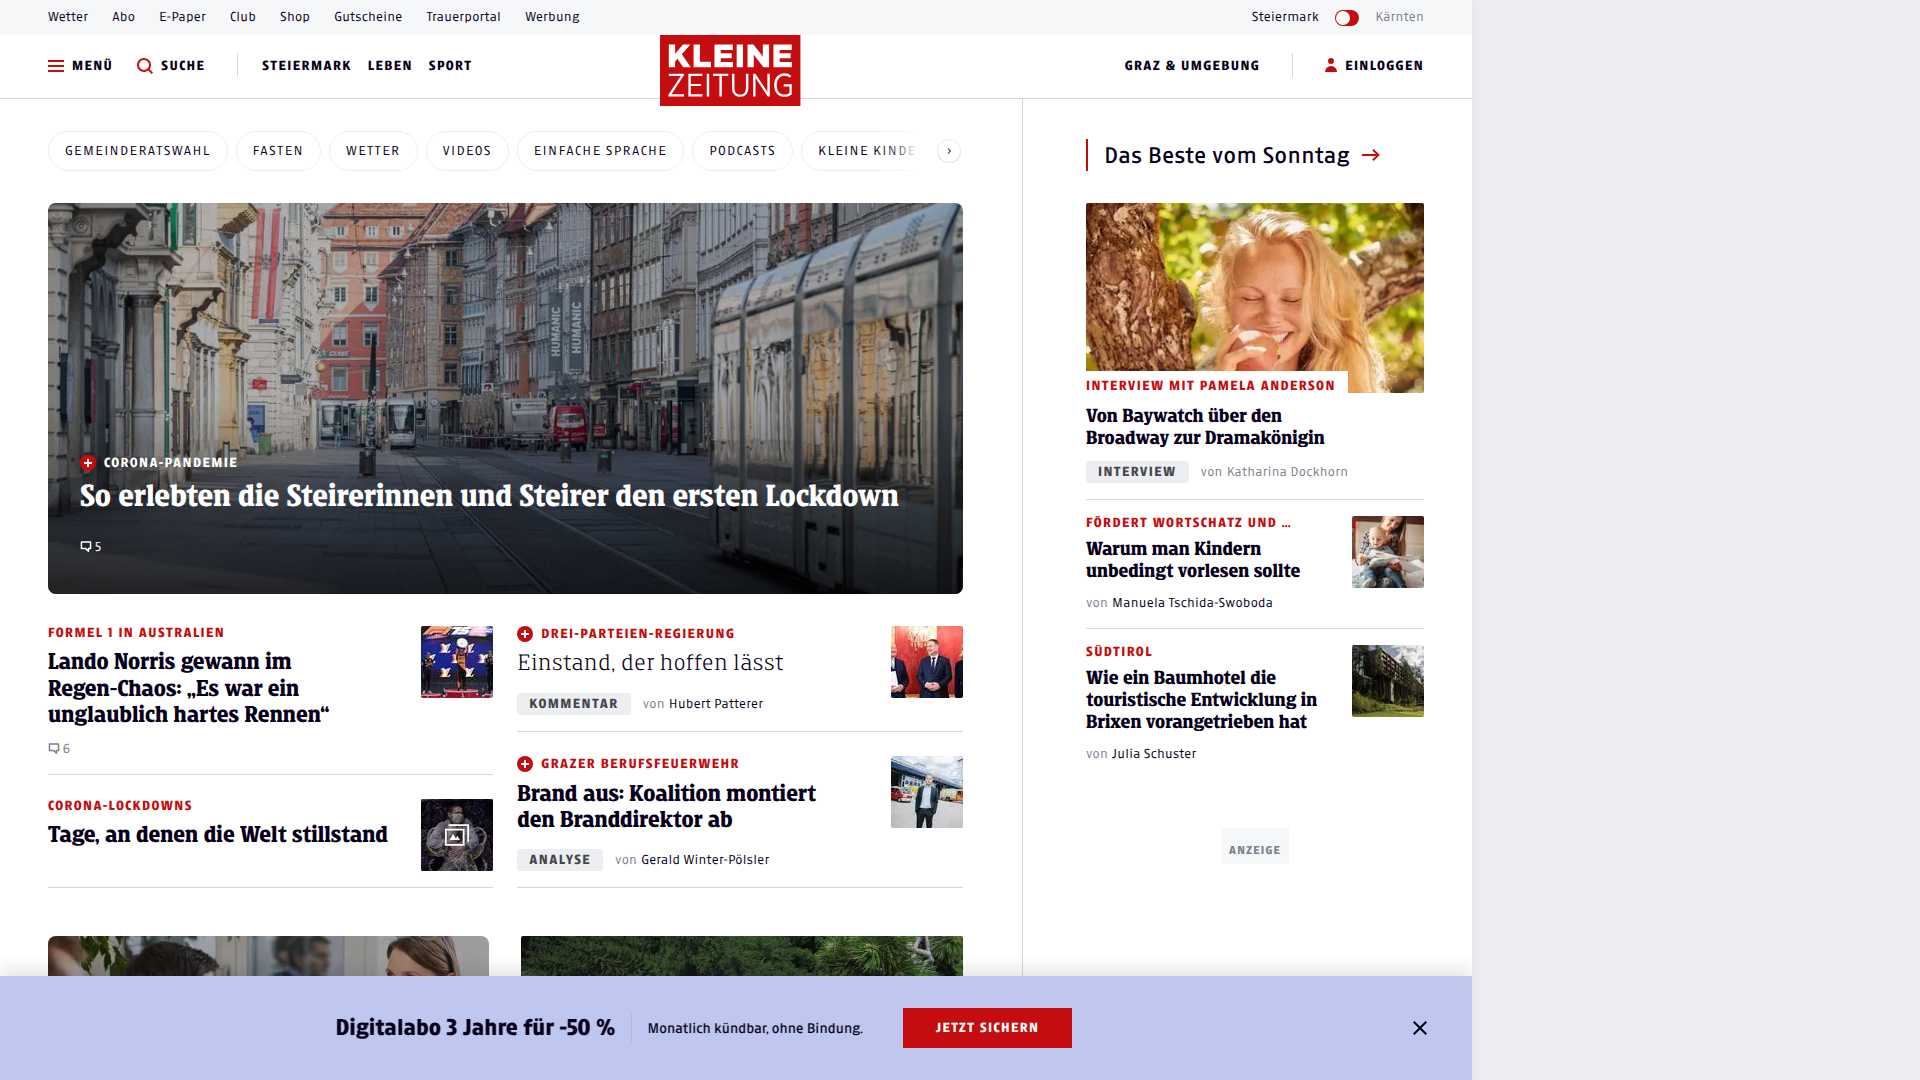 Wetter Abo E-Paper Club Shop Gutscheine Trauerportal Werbung
Steiermark Kärnten
MENÜ SUCHE STEIERMARK LEBEN SPORT
KLEINE
ZEITUNG
GRAZ & UMGEBUNG EINLOGGEN
GEMEINDERATSWAHL FASTEN WETTER VIDEOS EINFACHE SPRACHE PODCASTS KLEINE KINDE
HUMANIC
HUMANIC
CORONA-PANDEMIE
So erlebten die Steirerinnen und Steirer den ersten Lockdown
5
FORMEL 1 IN AUSTRALIEN
Lando Norris gewann im
Regen-Chaos: „Es war ein
unglaublich hartes Rennen“
6
CORONA-LOCKDOWNS
Tage, an denen die Welt stillstand
DREI-PARTEIEN-REGIERUNG
Einstand, der hoffen lässt
KOMMENTAR von Hubert Patterer
GRAZER BERUFSFEUERWEHR
Brand aus: Koalition montiert
den Branddirektor ab
ANALYSE von Gerald Winter-Pölsler
Das Beste vom Sonntag
INTERVIEW MIT PAMELA ANDERSON
Von Baywatch über den
Broadway zur Dramakönigin
INTERVIEW von Katharina Dockhorn
FÖRDERT WORTSCHATZ UND ...
Warum man Kindern
unbedingt vorlesen sollte
von Manuela Tschida-Swoboda
SÜDTIROL
Wie ein Baumhotel die
touristische Entwicklung in
Brixen vorangetrieben hat
von Julia Schuster
ANZEIGE
Digitalabo 3 Jahre für -50 %
Monatlich kündbar, ohne Bindung.
JETZT SICHERN